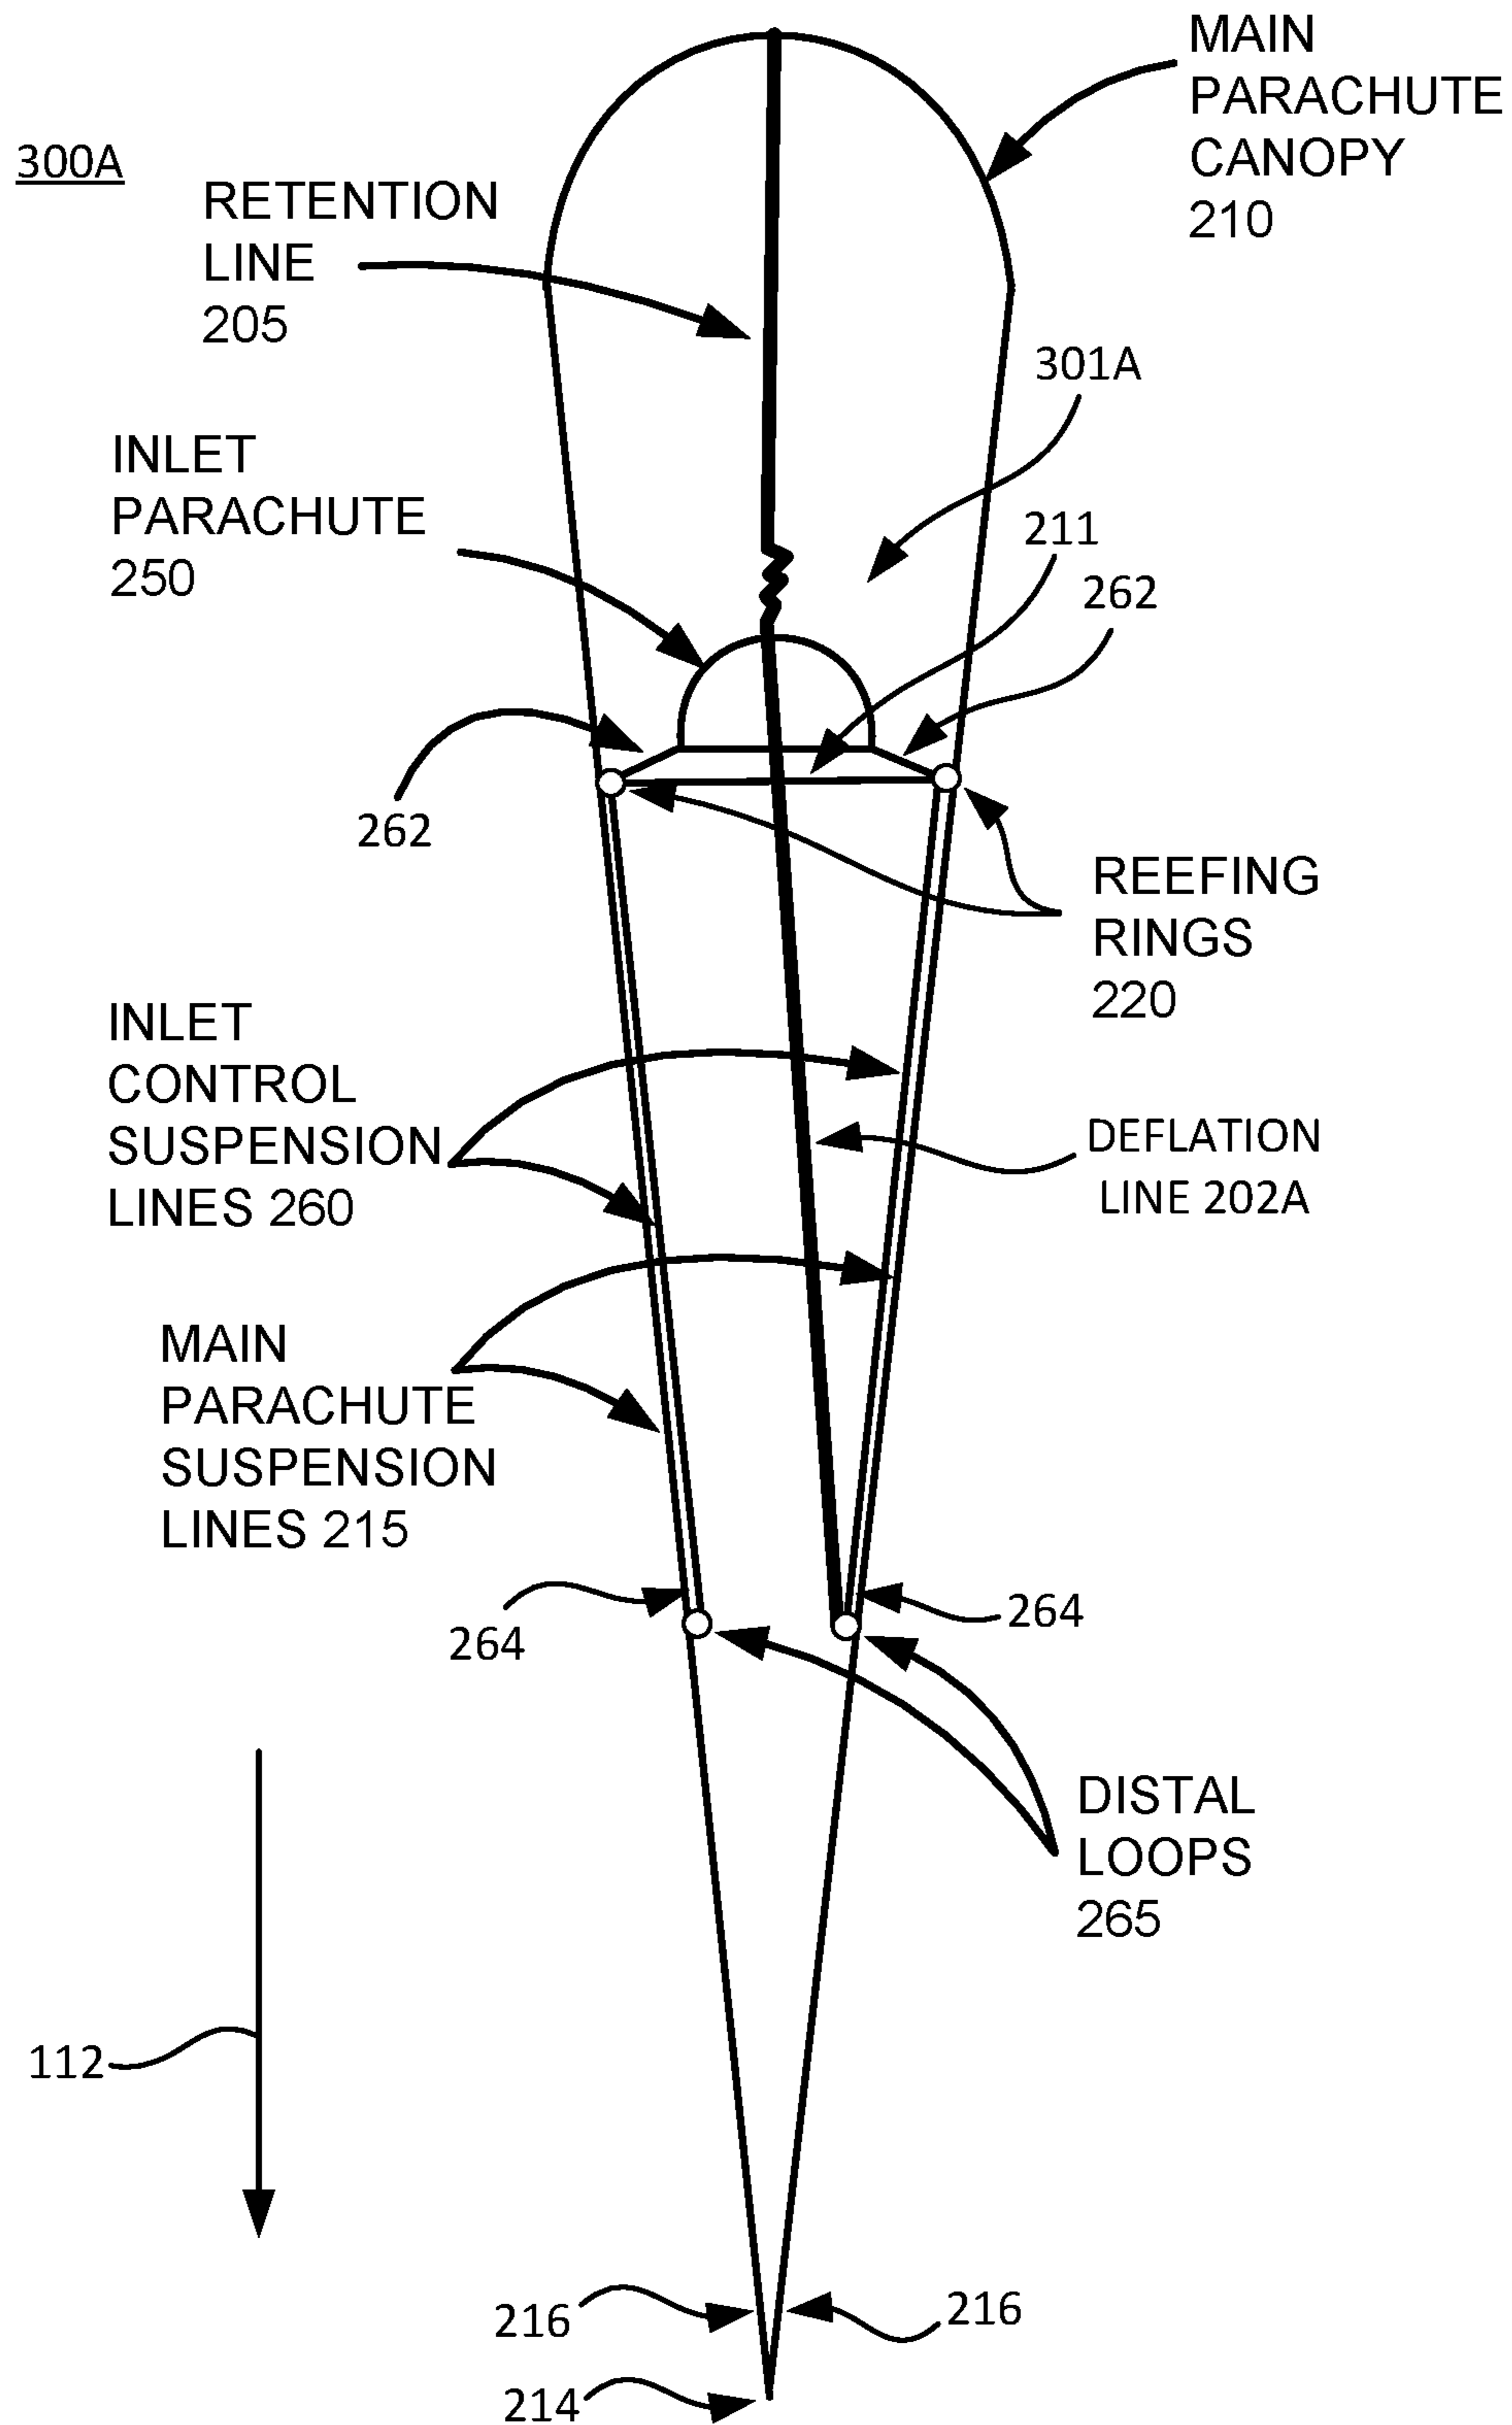 MAIN
PARACHUTE
CANOPY
210
300A
RETENTION
LINE
205
301A
INLET
PARACHUTE
250
211
262
262
REEFING
RINGS
220
INLET
CONTROL
SUSPENSION
LINES 260
DEFLATION
LINE 202A
MAIN
PARACHUTE
SUSPENSION
LINES 215
264
264
DISTAL
LOOPS
265
112
216
216
214